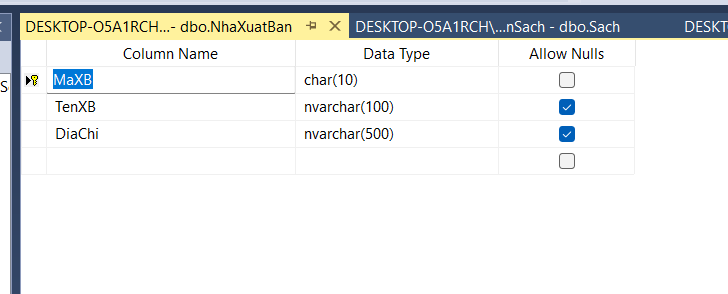 DESKTOP-O5A1RCH...- dbo.NhaXuatBan DESKTOP-O5A1RCH\...nSach - dbo.Sach DESKT
Column Name Data Type Allow Nulls
MaXB char(10)
TenXB nvarchar(100)
DiaChi nvarchar(500)